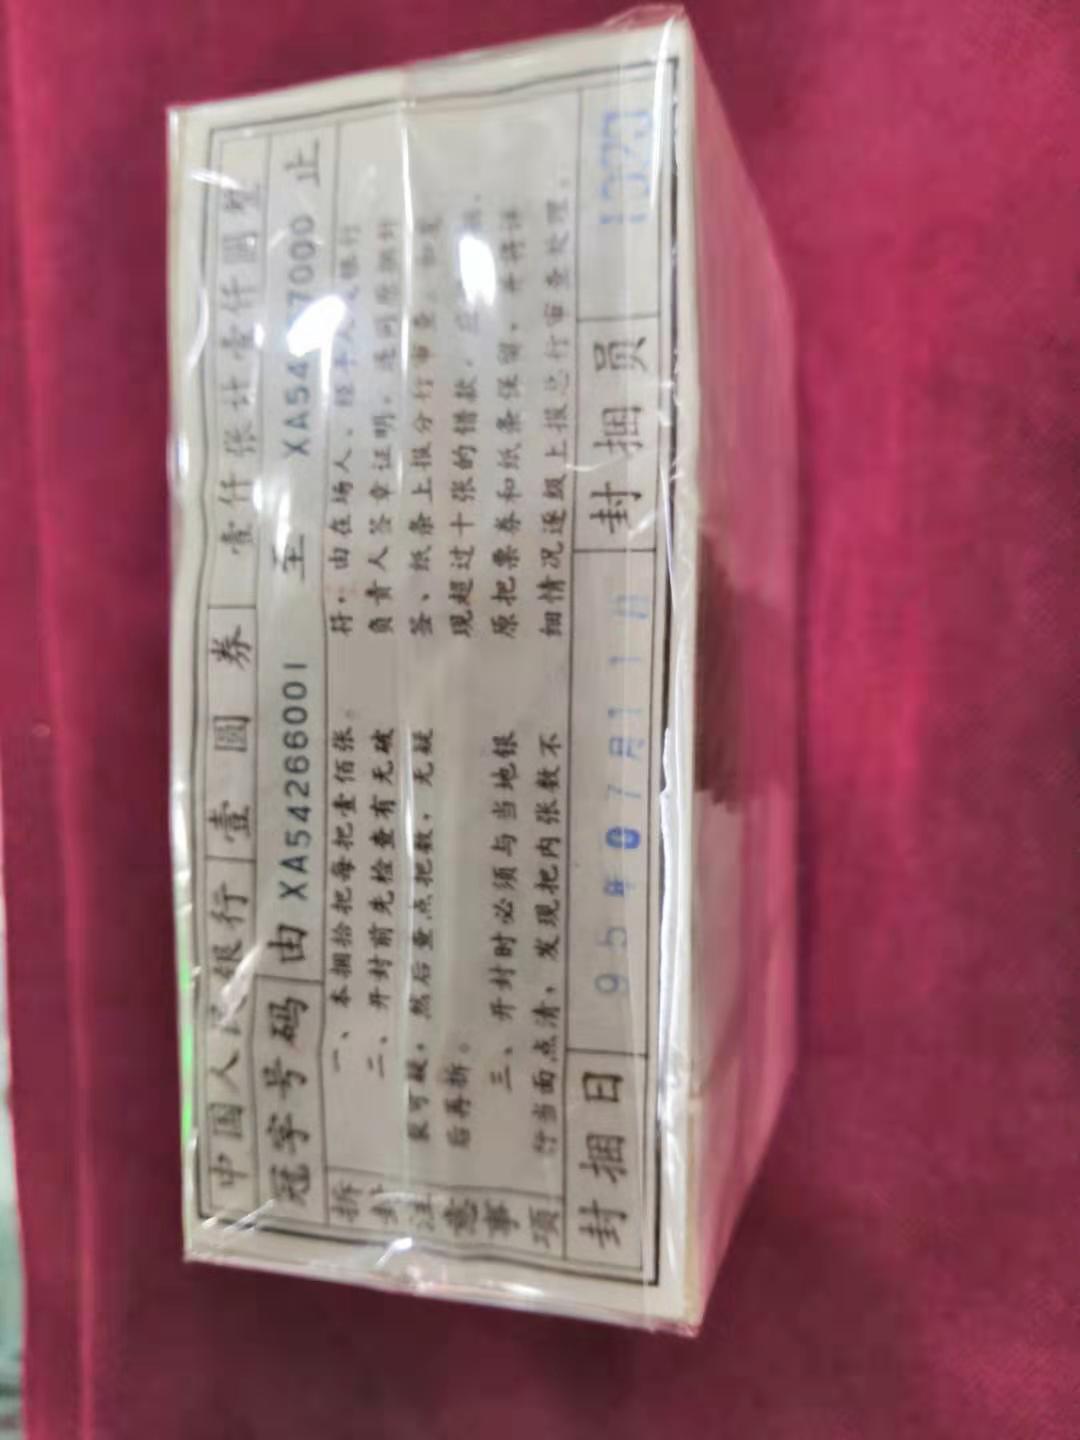 中国人民银行 壹圆券 壹仟张计壹仟圆整
冠字号码 由 XA54266001 至 XA54 7000 止
拆封注意事项
一、本捆拾把每把壹佰张。
二、开封前先检查有无破
裂可疑，然后查点把数，无疑
后再拆。
三、开封时必须与当地银
行当面点清，发现把内张数不
符，由在场人、经手人及银行
负责人签章证明，连同原捆封
签、纸条上报分行审查，如发
现超过十张的错款，应
原把票券和纸条保留，并将详
细情况逐级上报总行审查处理。
封捆日 95年07月11日 封捆员